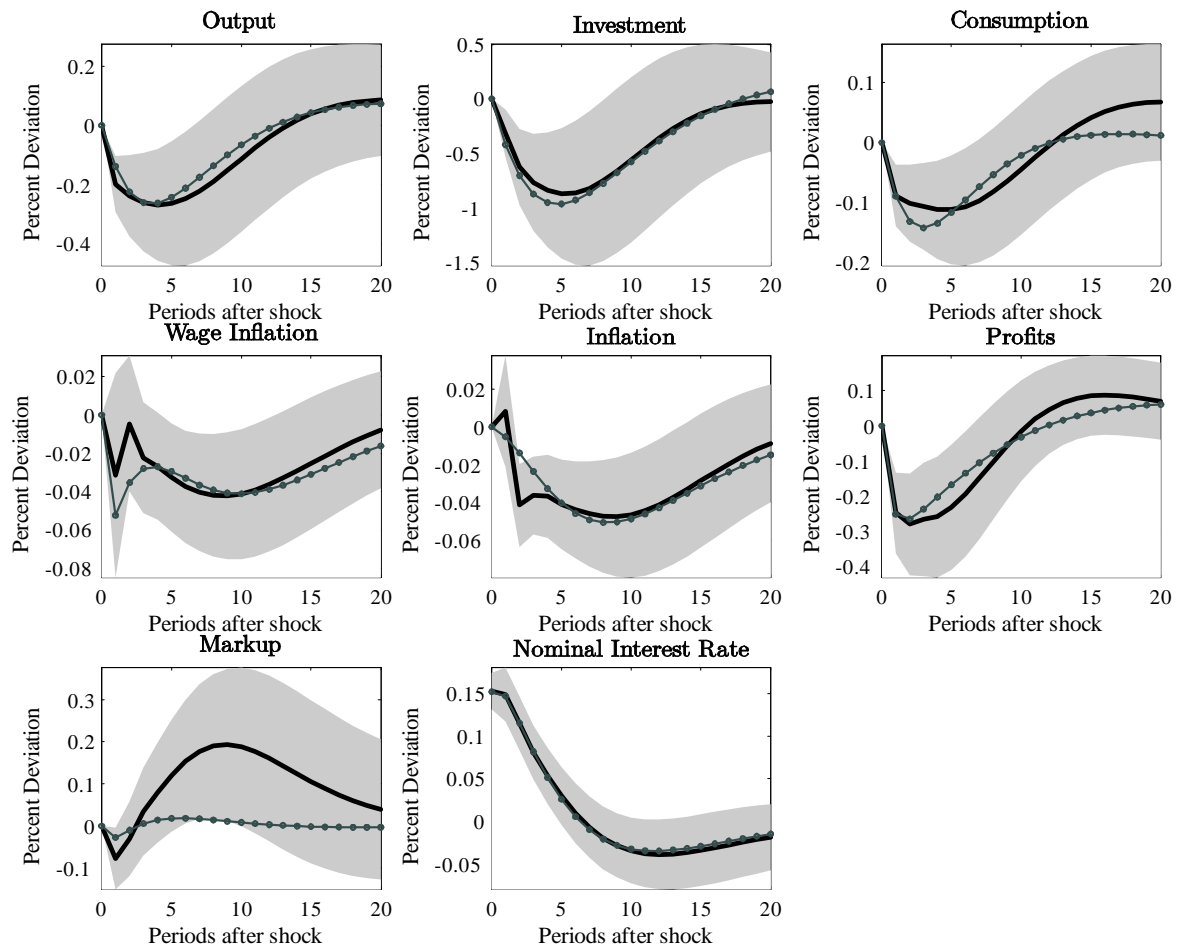 Output
Investment
Consumption
Percent Deviation
0.2
0
-0.2
-0.4
0 5 10 15 20
Periods after shock
Percent Deviation
0.5
0
-0.5
-1
-1.5
0 5 10 15 20
Periods after shock
Percent Deviation
0.1
0
-0.1
-0.2
0 5 10 15 20
Periods after shock
Wage Inflation
Inflation
Profits
Percent Deviation
0.02
0
-0.02
-0.04
-0.06
-0.08
0 5 10 15 20
Periods after shock
Percent Deviation
0.02
0
-0.02
-0.04
-0.06
0 5 10 15 20
Periods after shock
Percent Deviation
0.1
0
-0.1
-0.2
-0.3
-0.4
0 5 10 15 20
Periods after shock
Markup
Nominal Interest Rate
Percent Deviation
0.3
0.2
0.1
0
-0.1
0 5 10 15 20
Periods after shock
Percent Deviation
0.15
0.1
0.05
0
-0.05
0 5 10 15 20
Periods after shock